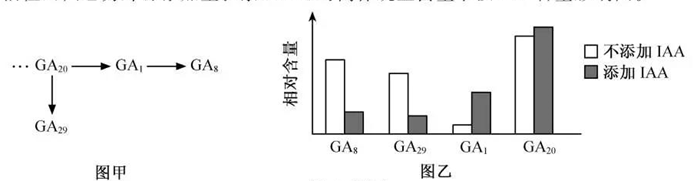 … GA₂₀ → GA₁ → GA₈
GA₂₉
图甲
相对含量
GA₈ GA₂₉ GA₁ GA₂₀
不添加 IAA
添加 IAA
图乙